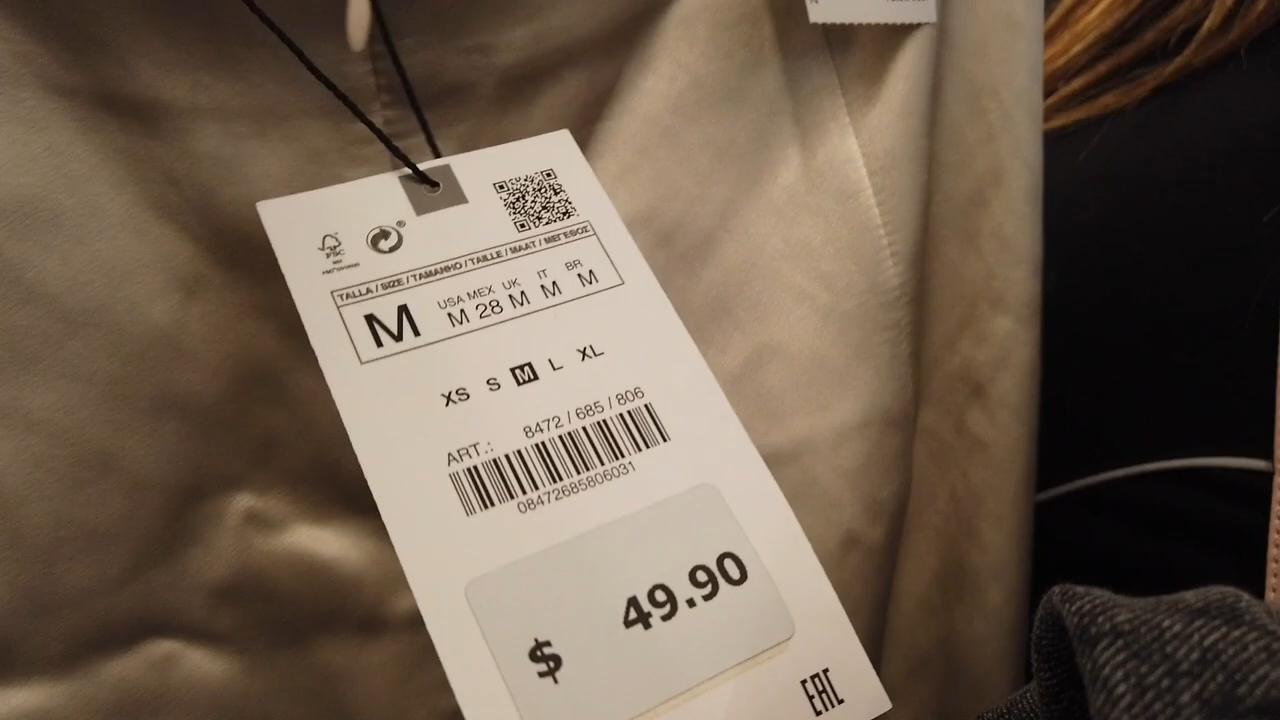 FSC
TALLA / SIZE / TAMANHO / TAILLE / MAAT / ΜΕΓΕΘΟΣ
M
USA MEX UK IT BR
M 28 M M M
XS S M L XL
ART.: 8472 / 685 / 806
08472685806031
$ 49.90
EAC